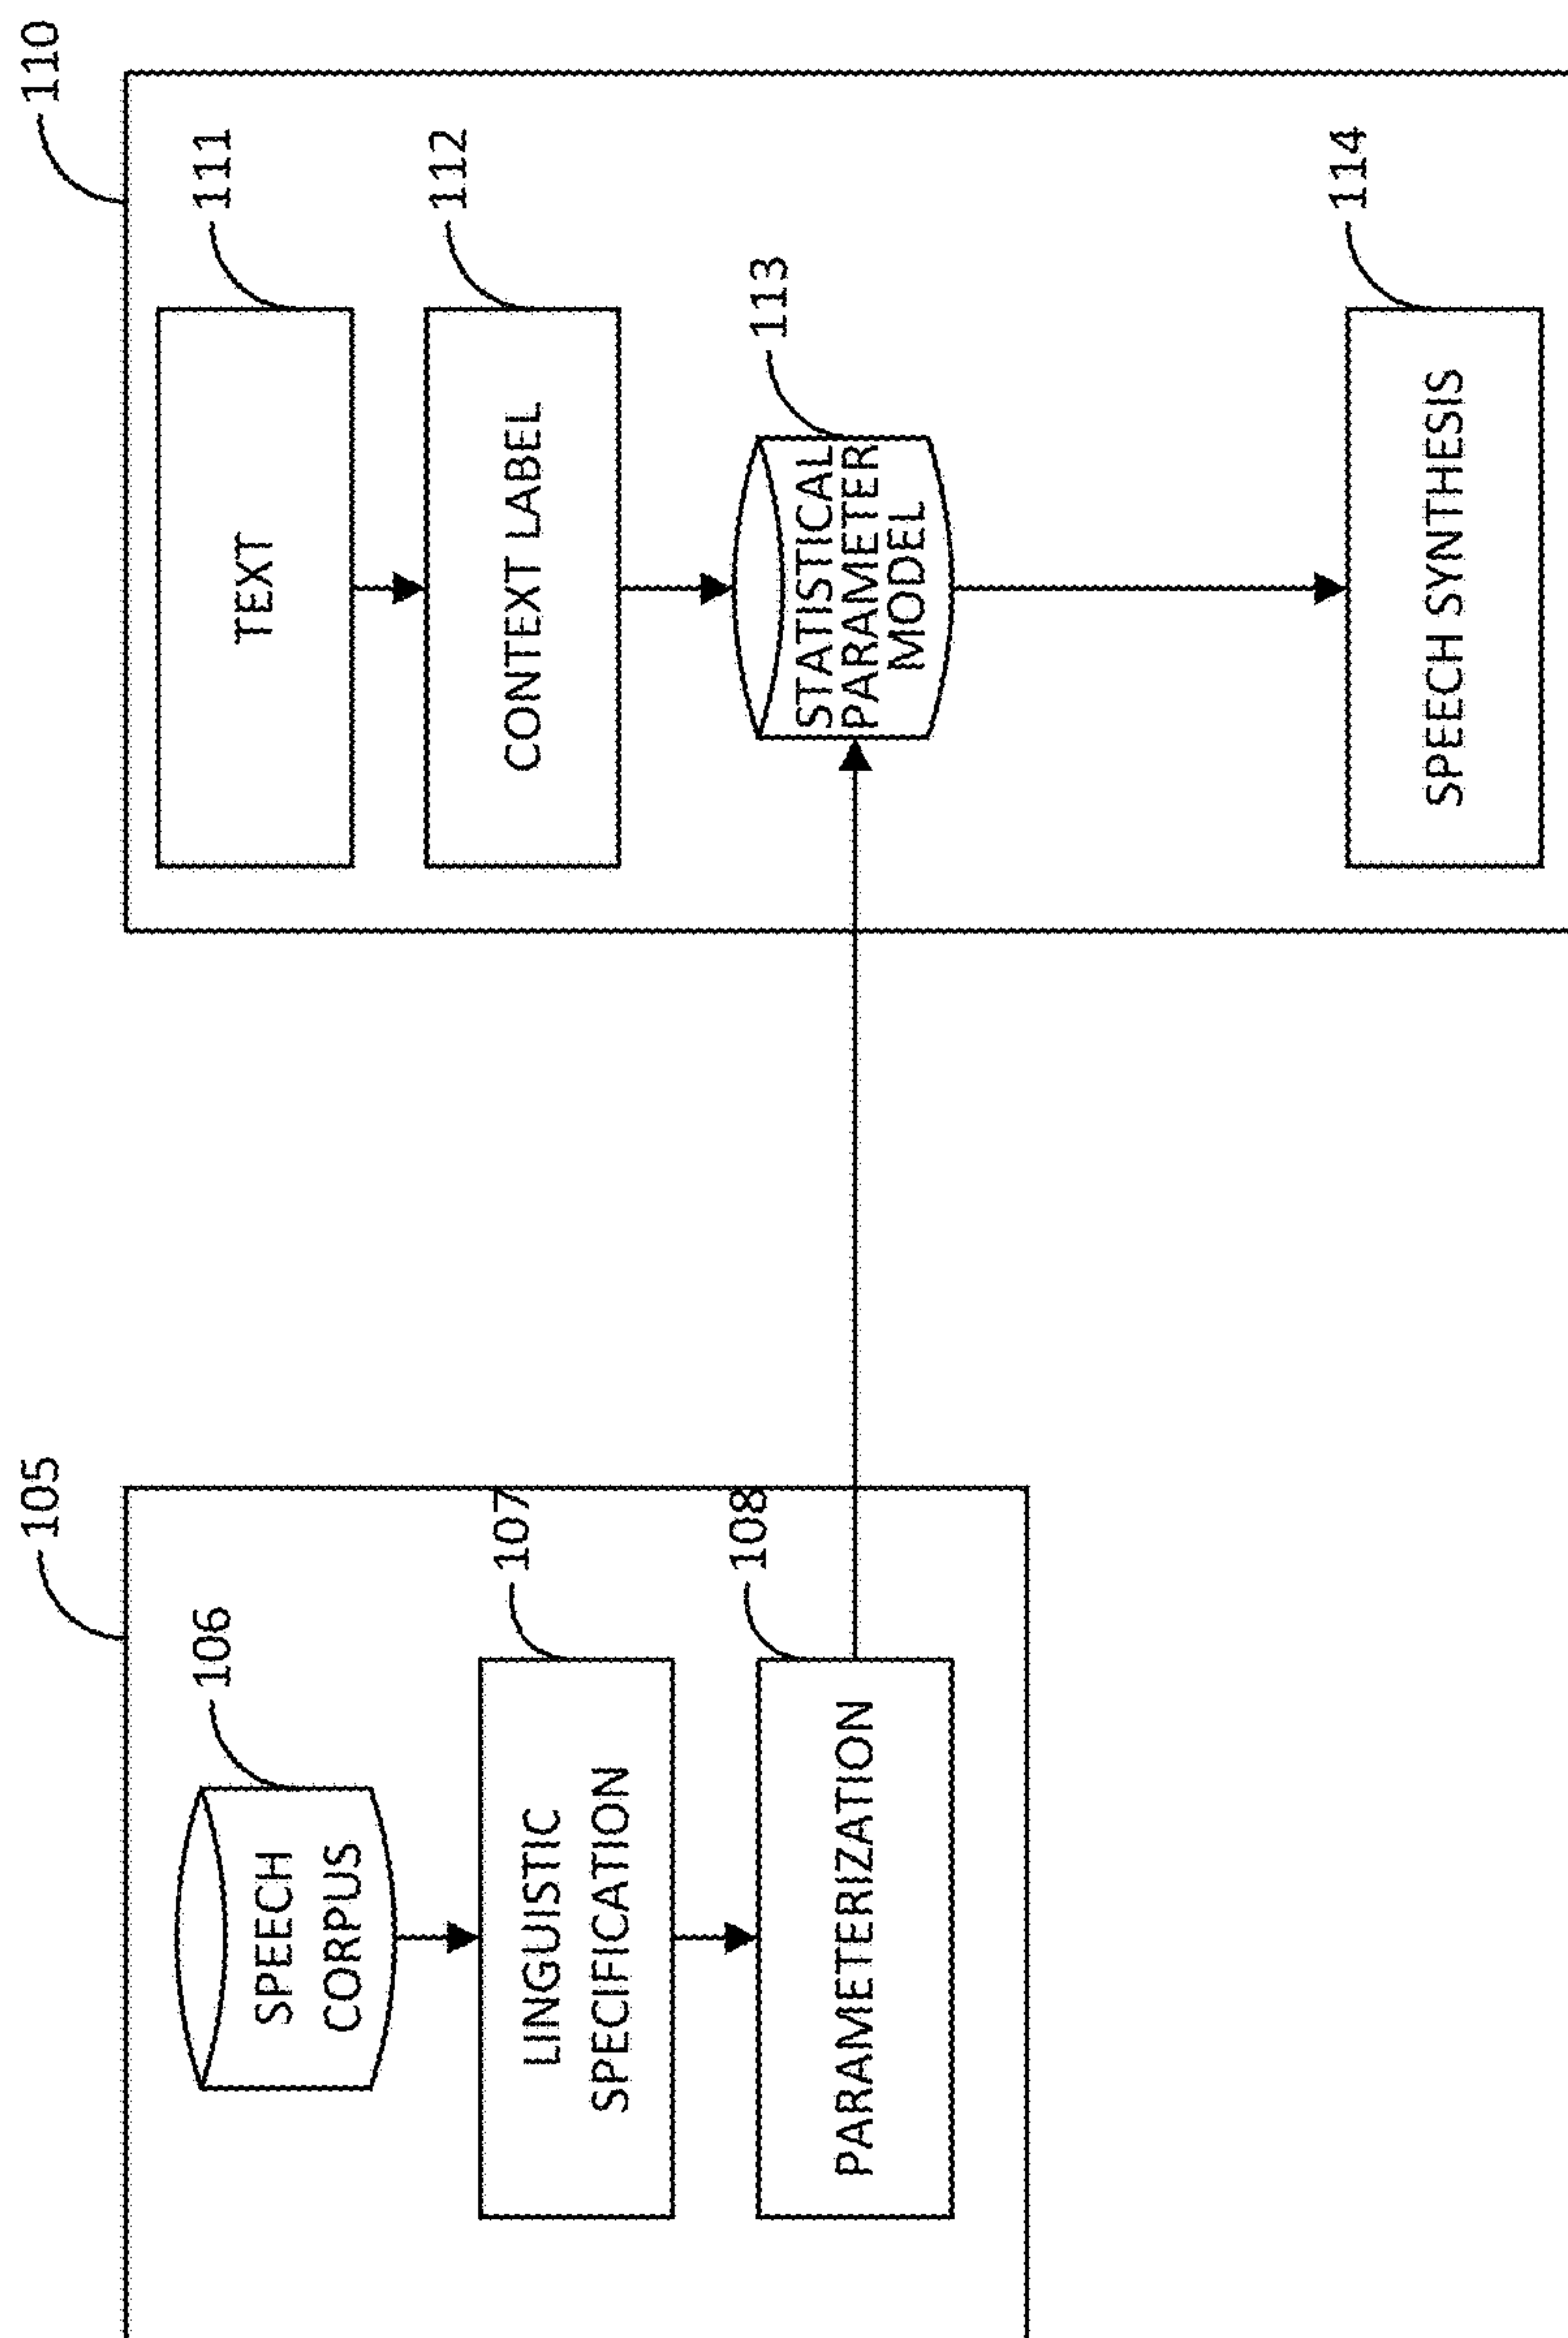 105
106
SPEECH
CORPUS
107
LINGUISTIC
SPECIFICATION
108
PARAMETERIZATION
110
111
TEXT
112
CONTEXT LABEL
113
STATISTICAL
PARAMETER
MODEL
114
SPEECH SYNTHESIS